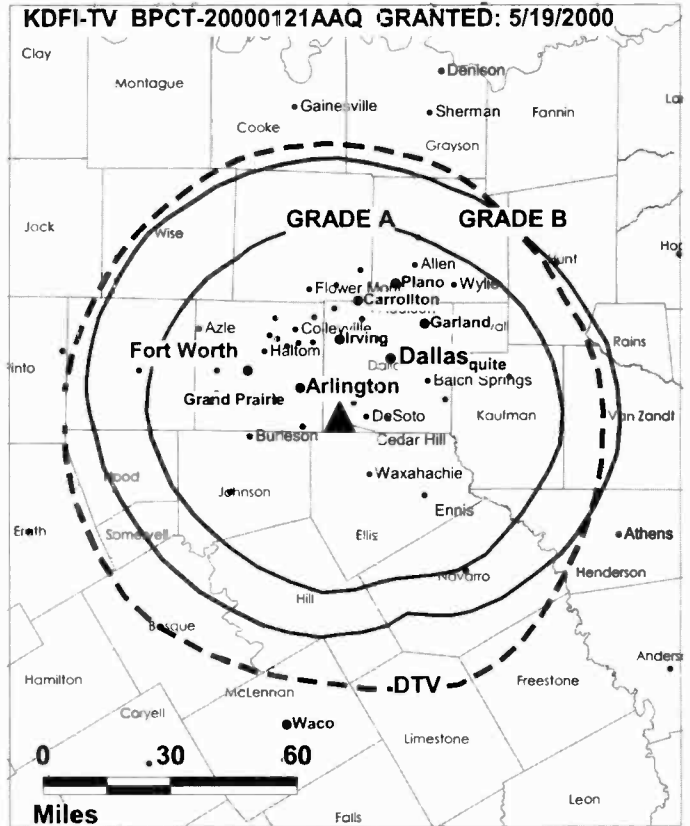 KDFI-TV BPCT-20000121AAQ GRANTED: 5/19/2000
Clay
Montague
Denison
Gainesville
Sherman
Fannin
Cooke
Grayson
Jack
Wise
GRADE A
GRADE B
Hunt
Allen
Flower
Plano
Wylie
Carrollton
Azle
Colleyville
Garland
Irving
Rains
Fort Worth
Haltom
Dallas
quite
Pinto
Arlington
Balch Springs
Grand Prairie
DeSoto
Kaufman
Van Zandt
Burleson
Cedar Hill
Hood
Waxahachie
Johnson
Ennis
Erath
Somervell
Ellis
Athens
Navarro
Henderson
Hill
Bosque
Anders
Hamilton
McLennan
DTV
Freestone
Coryell
Waco
Limestone
0 30 60
Miles
Falls
Leon